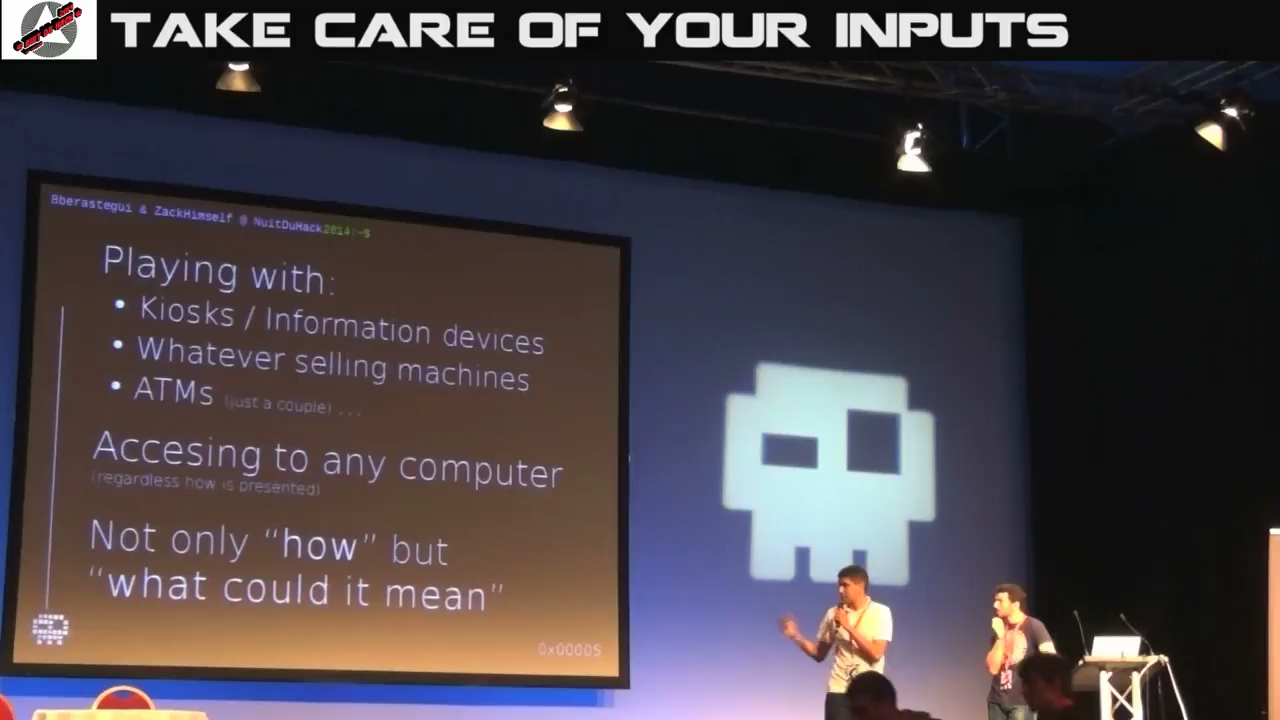 TAKE CARE OF YOUR INPUTS
Bberastegui & ZackHimself @ NuitDuHack2014:~$
Playing with:
• Kiosks / Information devices
• Whatever selling machines
• ATMs (just a couple) ...
Accesing to any computer
(regardless how is presented)
Not only “how” but
“what could it mean”
0x00005